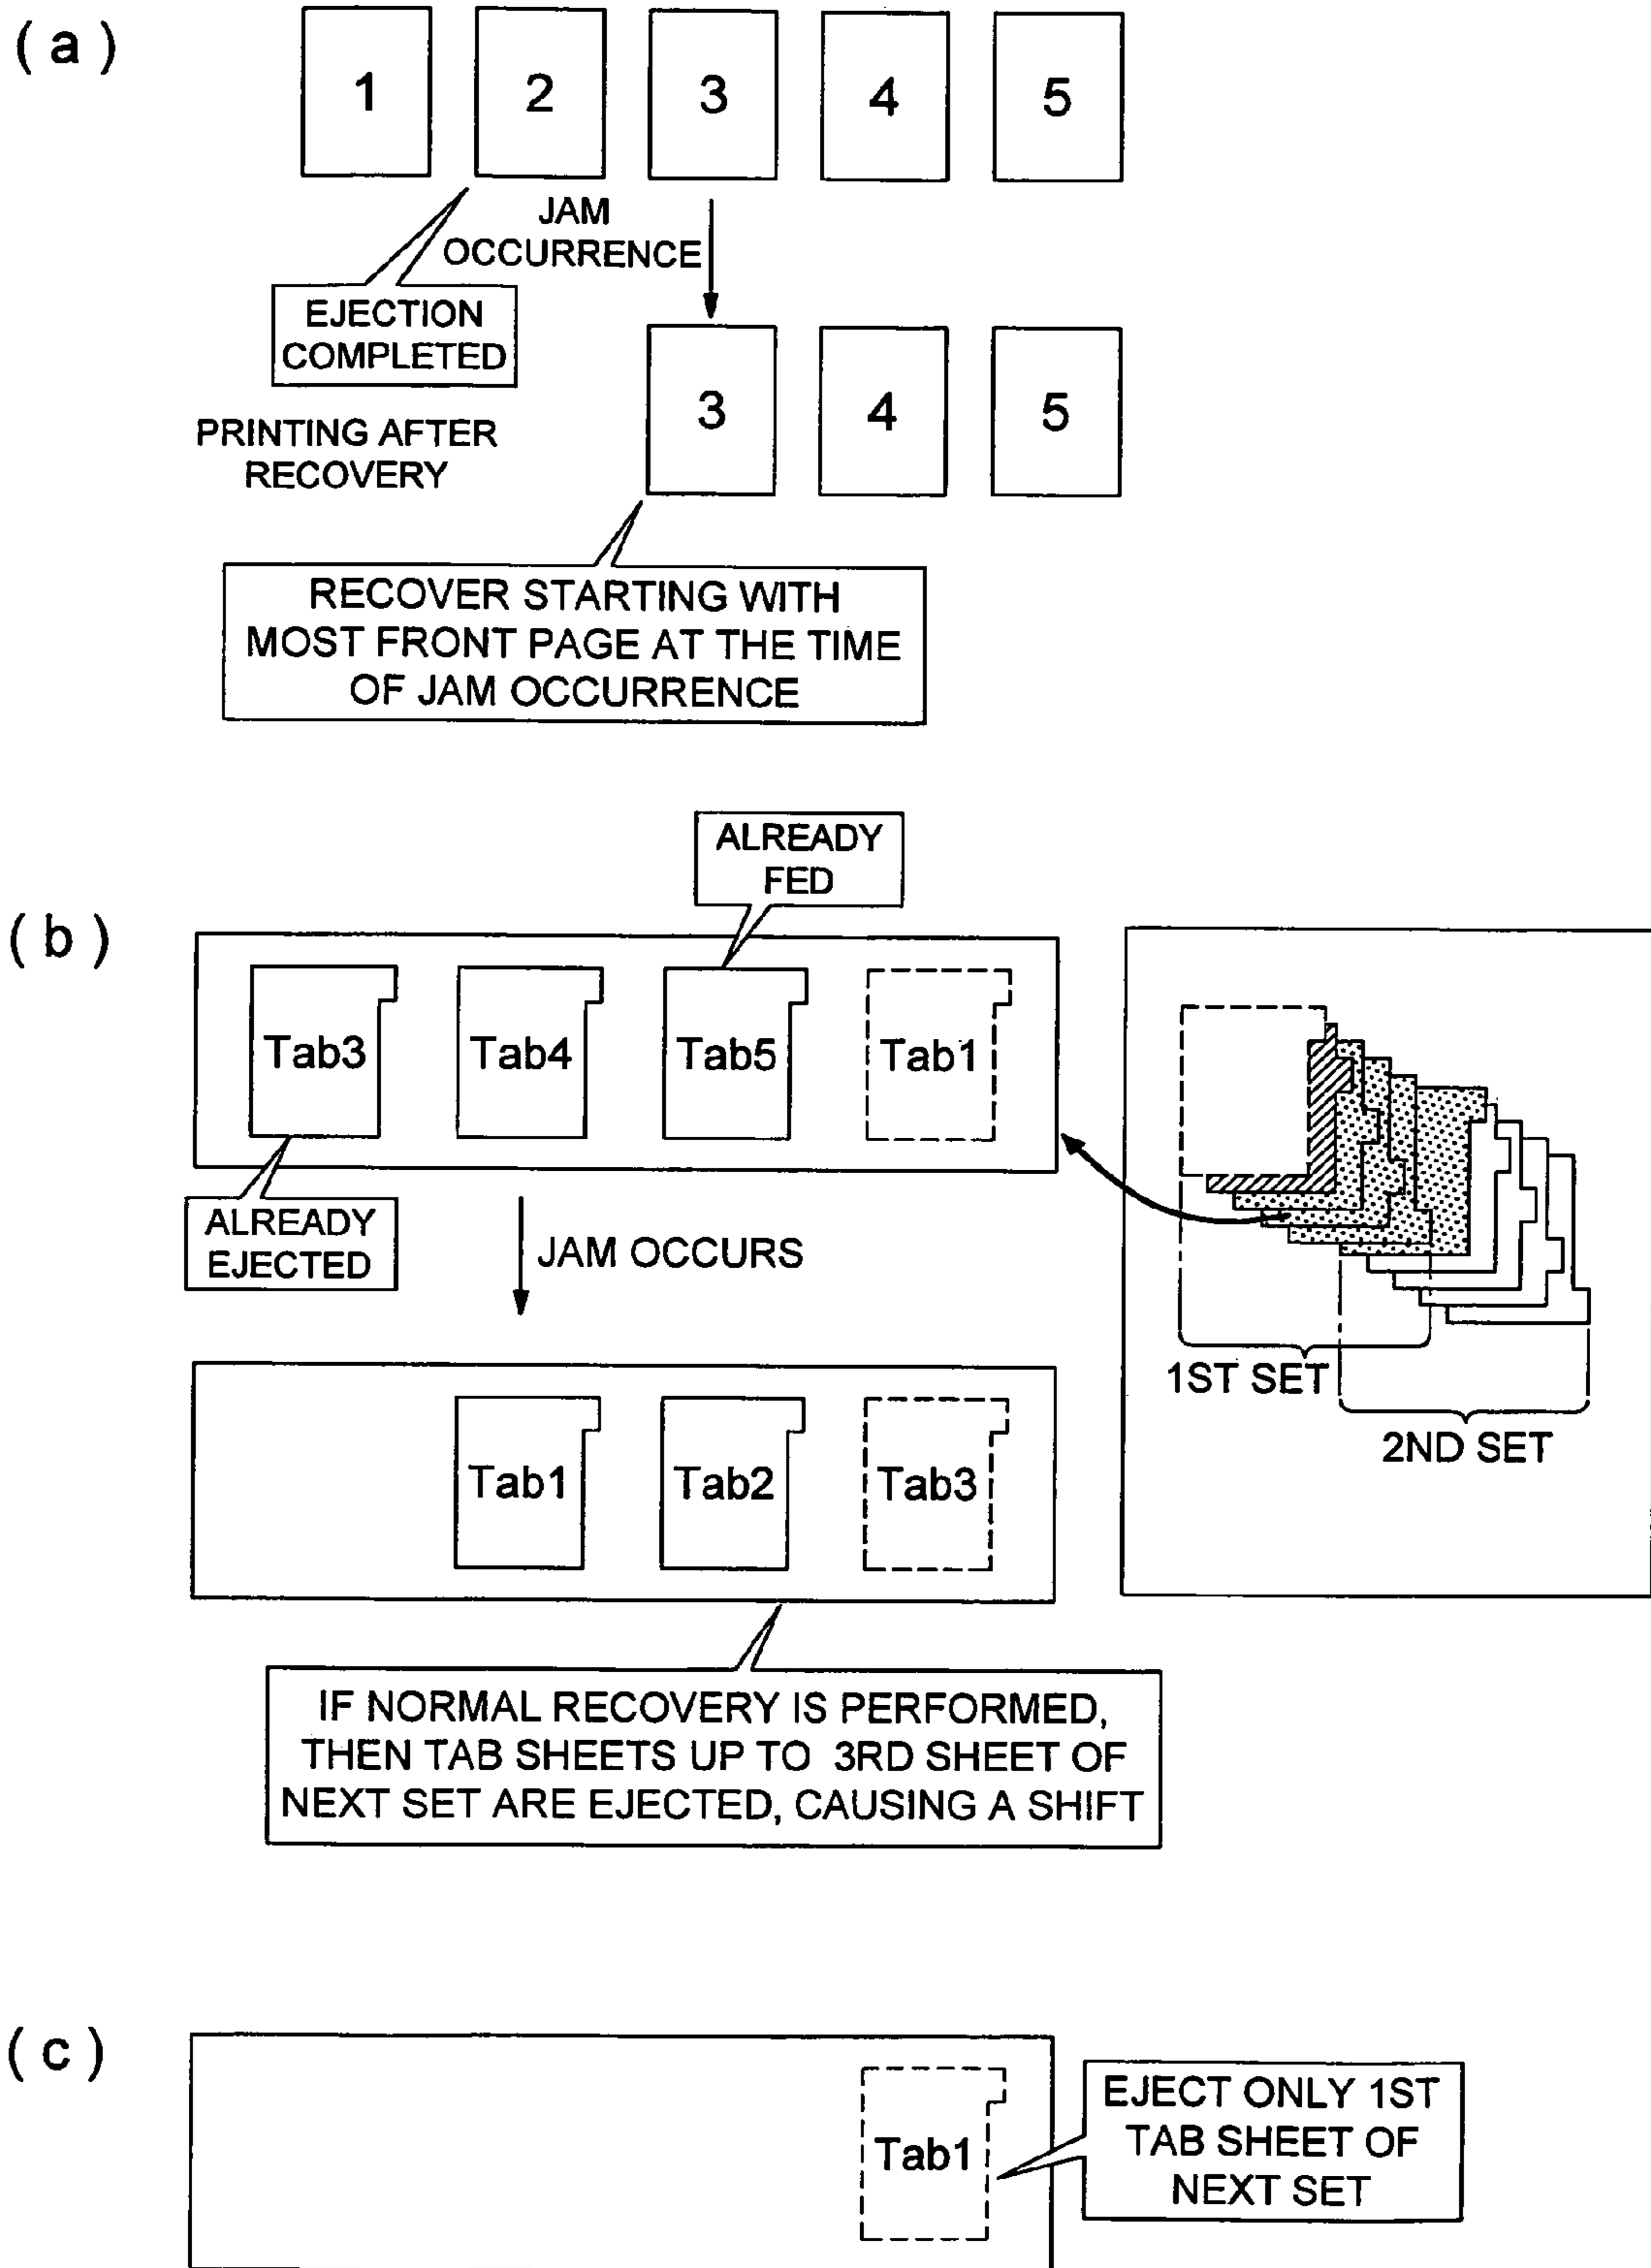 (a)
1 2 3 4 5
JAM
OCCURRENCE
EJECTION
COMPLETED
3 4 5
PRINTING AFTER
RECOVERY
RECOVER STARTING WITH
MOST FRONT PAGE AT THE TIME
OF JAM OCCURRENCE
ALREADY
FED
(b)
Tab3 Tab4 Tab5 Tab1
ALREADY
EJECTED
JAM OCCURS
1ST SET
2ND SET
Tab1 Tab2 Tab3
IF NORMAL RECOVERY IS PERFORMED,
THEN TAB SHEETS UP TO 3RD SHEET OF
NEXT SET ARE EJECTED, CAUSING A SHIFT
(c)
Tab1
EJECT ONLY 1ST
TAB SHEET OF
NEXT SET